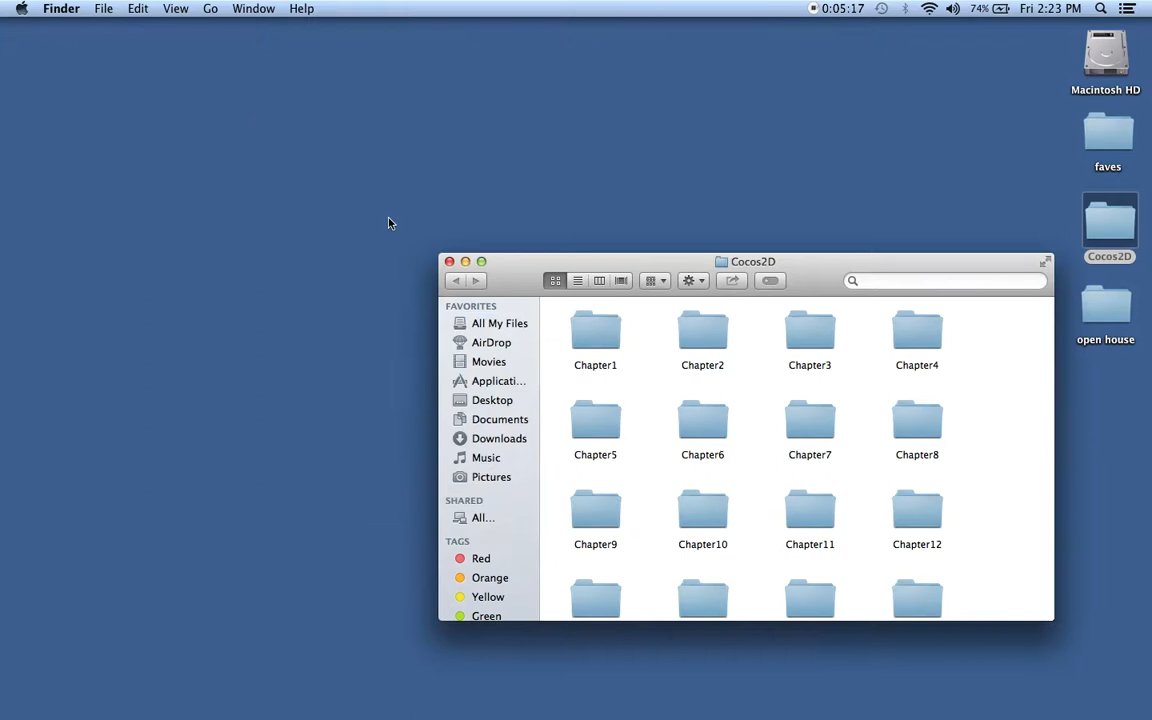 Finder File Edit View Go Window Help 0:05:17 74% Fri 2:23 PM
Macintosh HD
faves
Cocos2D
open house
Cocos2D
FAVORITES
All My Files
AirDrop
Movies
Applicati...
Desktop
Documents
Downloads
Music
Pictures
SHARED
All...
TAGS
Red
Orange
Yellow
Green
Chapter1 Chapter2 Chapter3 Chapter4
Chapter5 Chapter6 Chapter7 Chapter8
Chapter9 Chapter10 Chapter11 Chapter12